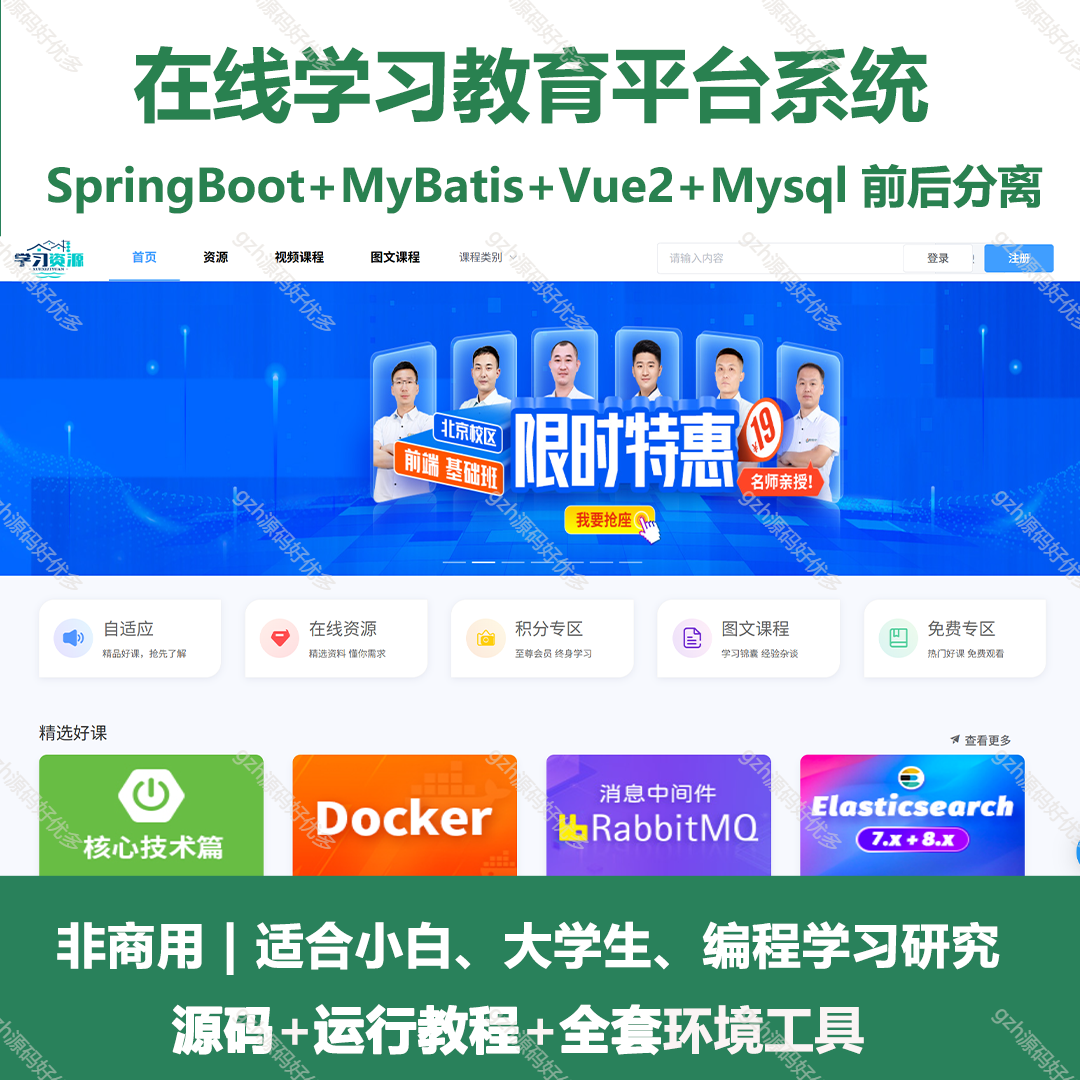 在线学习教育平台系统
SpringBoot+MyBatis+Vue2+Mysql 前后分离
学习资源
首页 资源 视频课程 图文课程 课程类别 请输入内容 登录 注册
北京校区
前端 基础班
限时特惠
¥19
名师亲授!
我要抢座
自适应 在线资源 积分专区 图文课程 免费专区
精品好课，抢先了解 精选资料 懂你需求 至尊会员 终身学习 学习锦囊 经验杂谈 热门好课 免费观看
精选好课 查看更多
核心技术篇
Docker
消息中间件
RabbitMQ
Elasticsearch
7.x + 8.x
非商用 | 适合小白、大学生、编程学习研究
源码+运行教程+全套环境工具
gzh源码好优多